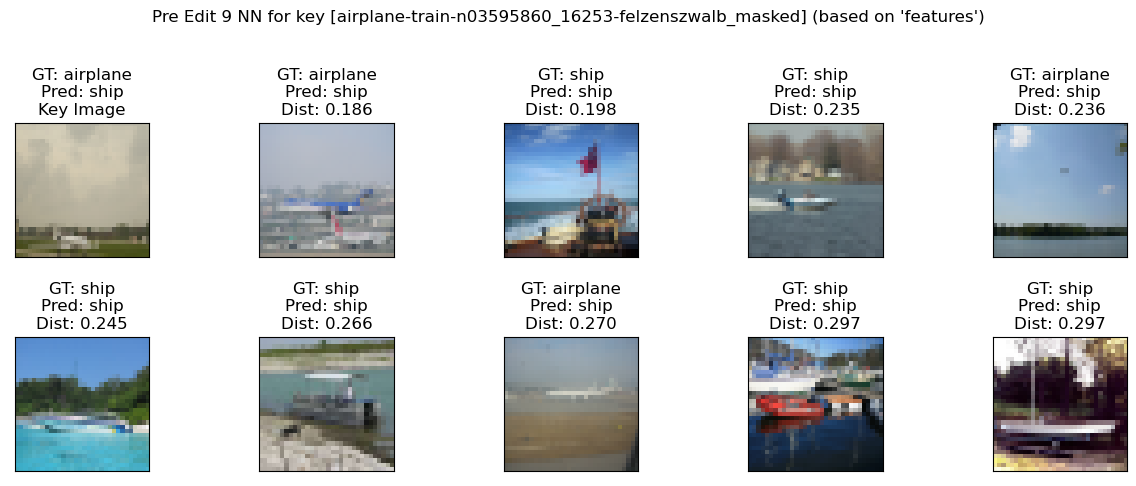 Pre Edit 9 NN for key [airplane-train-n03595860_16253-felzenszwalb_masked] (based on 'features')
GT: airplane
Pred: ship
Key Image
GT: airplane
Pred: ship
Dist: 0.186
GT: ship
Pred: ship
Dist: 0.198
GT: ship
Pred: ship
Dist: 0.235
GT: airplane
Pred: ship
Dist: 0.236
GT: ship
Pred: ship
Dist: 0.245
GT: ship
Pred: ship
Dist: 0.266
GT: airplane
Pred: ship
Dist: 0.270
GT: ship
Pred: ship
Dist: 0.297
GT: ship
Pred: ship
Dist: 0.297